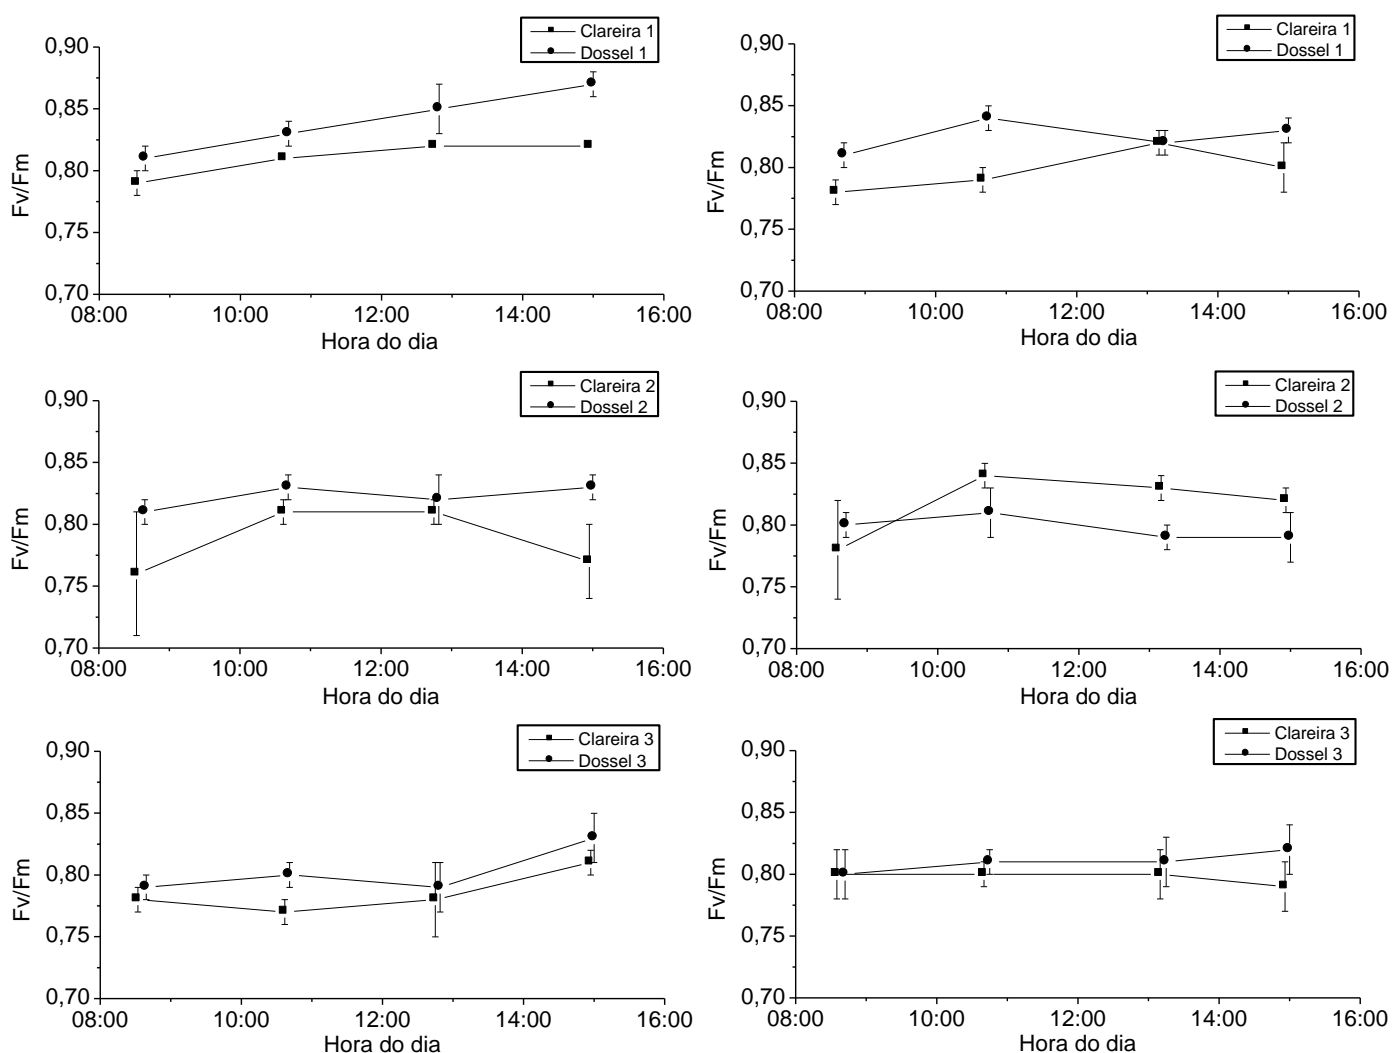 Clareira 1
Dossel 1
0,90
0,85
0,80
0,75
0,70
Fv/Fm
08:00 10:00 12:00 14:00 16:00
Hora do dia
Clareira 1
Dossel 1
0,90
0,85
0,80
0,75
0,70
Fv/Fm
08:00 10:00 12:00 14:00 16:00
Hora do dia
Clareira 2
Dossel 2
0,90
0,85
0,80
0,75
0,70
Fv/Fm
08:00 10:00 12:00 14:00 16:00
Hora do dia
Clareira 2
Dossel 2
0,90
0,85
0,80
0,75
0,70
Fv/Fm
08:00 10:00 12:00 14:00 16:00
Hora do dia
Clareira 3
Dossel 3
0,90
0,85
0,80
0,75
0,70
Fv/Fm
08:00 10:00 12:00 14:00 16:00
Hora do dia
Clareira 3
Dossel 3
0,90
0,85
0,80
0,75
0,70
Fv/Fm
08:00 10:00 12:00 14:00 16:00
Hora do dia